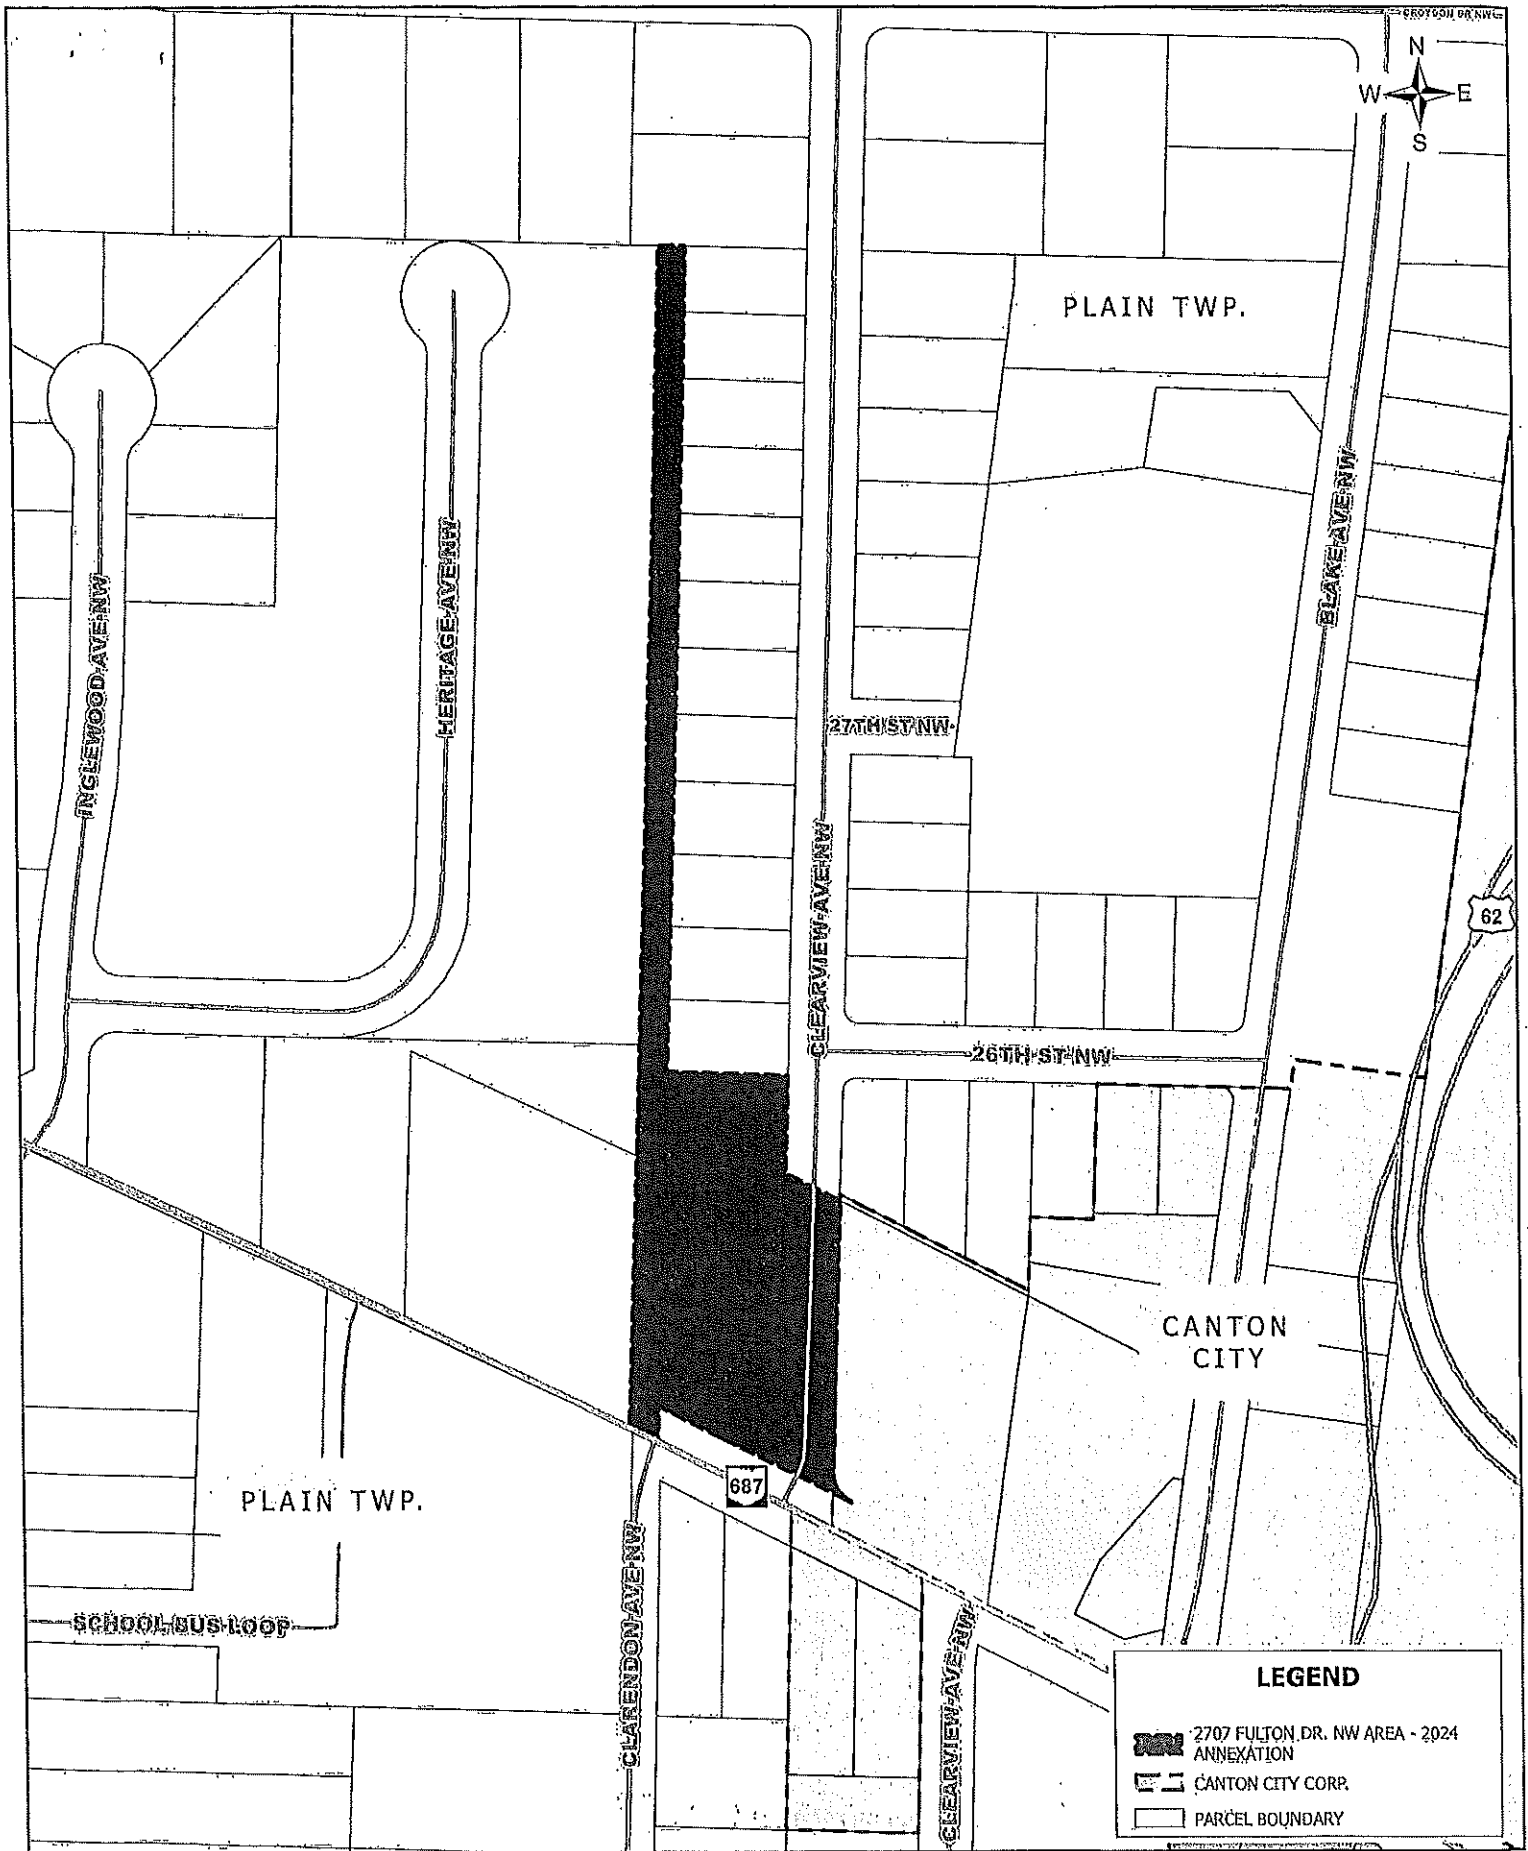 CROYDON DR NW
N
W E
S
PLAIN TWP.
INGLEWOOD AVE NW
HERITAGE AVE NW
BLAKE AVE NW
27TH ST NW
CLEARVIEW AVE NW
62
26TH ST NW
CANTON
CITY
687
PLAIN TWP.
SCHOOL BUS LOOP
CLARENDON AVE NW
CLEARVIEW AVE NW
LEGEND
2707 FULTON DR. NW AREA - 2024
ANNEXATION
CANTON CITY CORP.
PARCEL BOUNDARY